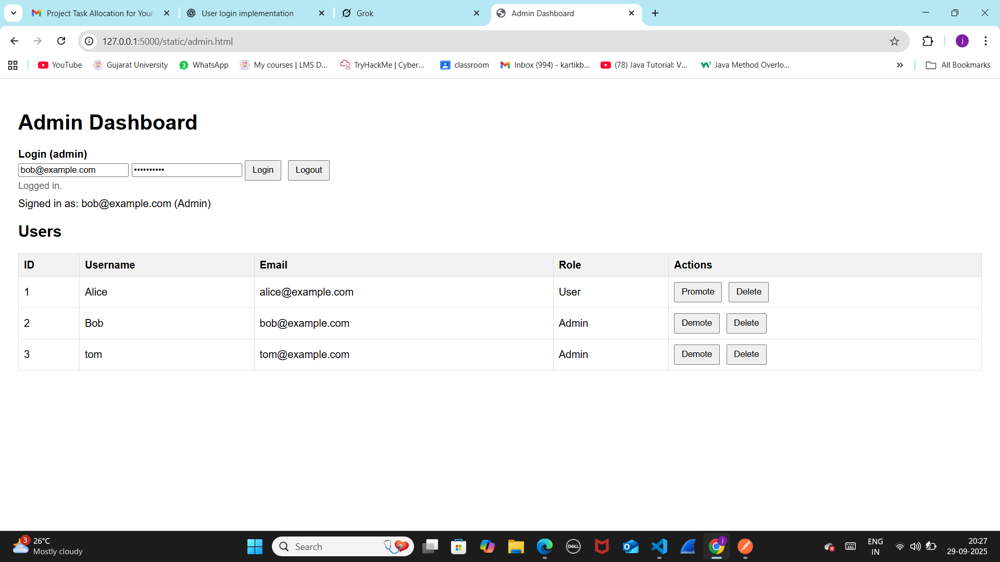 Project Task Allocation for Your
User login implementation
Grok
Admin Dashboard
127.0.0.1:5000/static/admin.html
j
YouTube
Gujarat University
3
WhatsApp
My courses | LMS D...
TryHackMe | Cyber...
classroom
Inbox (994) - kartikb...
(78) Java Tutorial: V...
Java Method Overlo...
All Bookmarks
Admin Dashboard
Login (admin)
bob@example.com •••••••••• Login Logout
Logged in.
Signed in as: bob@example.com (Admin)
Users
ID Username Email Role Actions
1 Alice alice@example.com User Promote Delete
2 Bob bob@example.com Admin Demote Delete
3 tom tom@example.com Admin Demote Delete
3
26°C
Mostly cloudy
Search
DELL
j
ENG
IN
20:27
29-09-2025